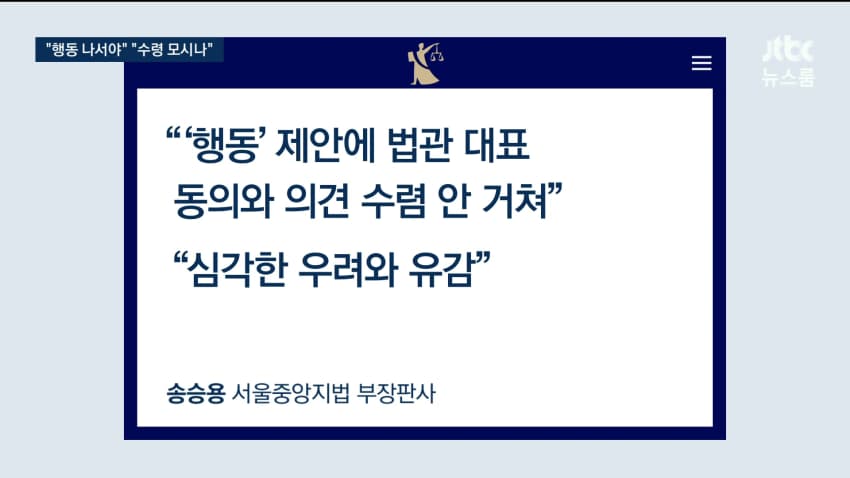 "행동 나서야" "수령 모시나"
jtbc
뉴스룸
“‘행동’ 제안에 법관 대표
동의와 의견 수렴 안 거쳐”
“심각한 우려와 유감”
송승용 서울중앙지법 부장판사